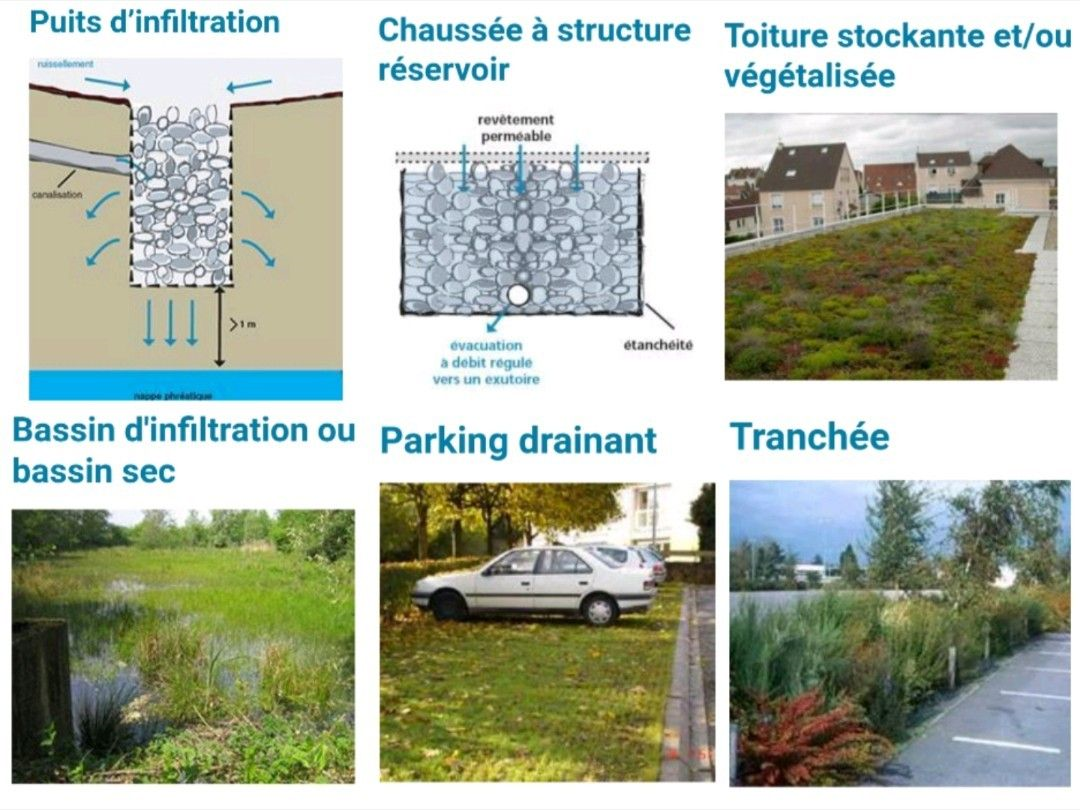 Puits d’infiltration
ruissellement
canalisation
>1 m
nappe phréatique
Chaussée à structure
réservoir
revêtement
perméable
évacuation
à débit régulé
vers un exutoire
étanchéité
Toiture stockante et/ou
végétalisée
Bassin d'infiltration ou
bassin sec
Parking drainant
Tranchée